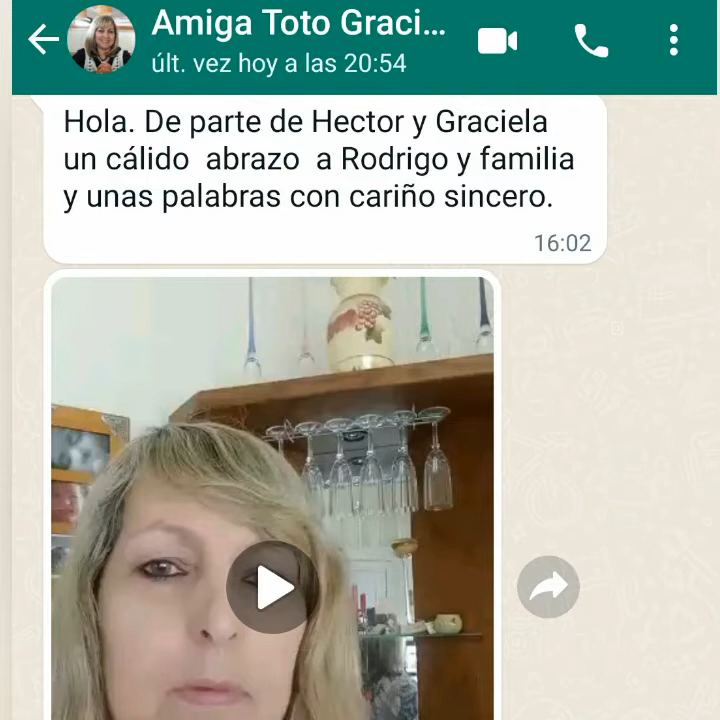 Amiga Toto Graci...
últ. vez hoy a las 20:54
Hola. De parte de Hector y Graciela
un cálido abrazo a Rodrigo y familia
y unas palabras con cariño sincero.
16:02